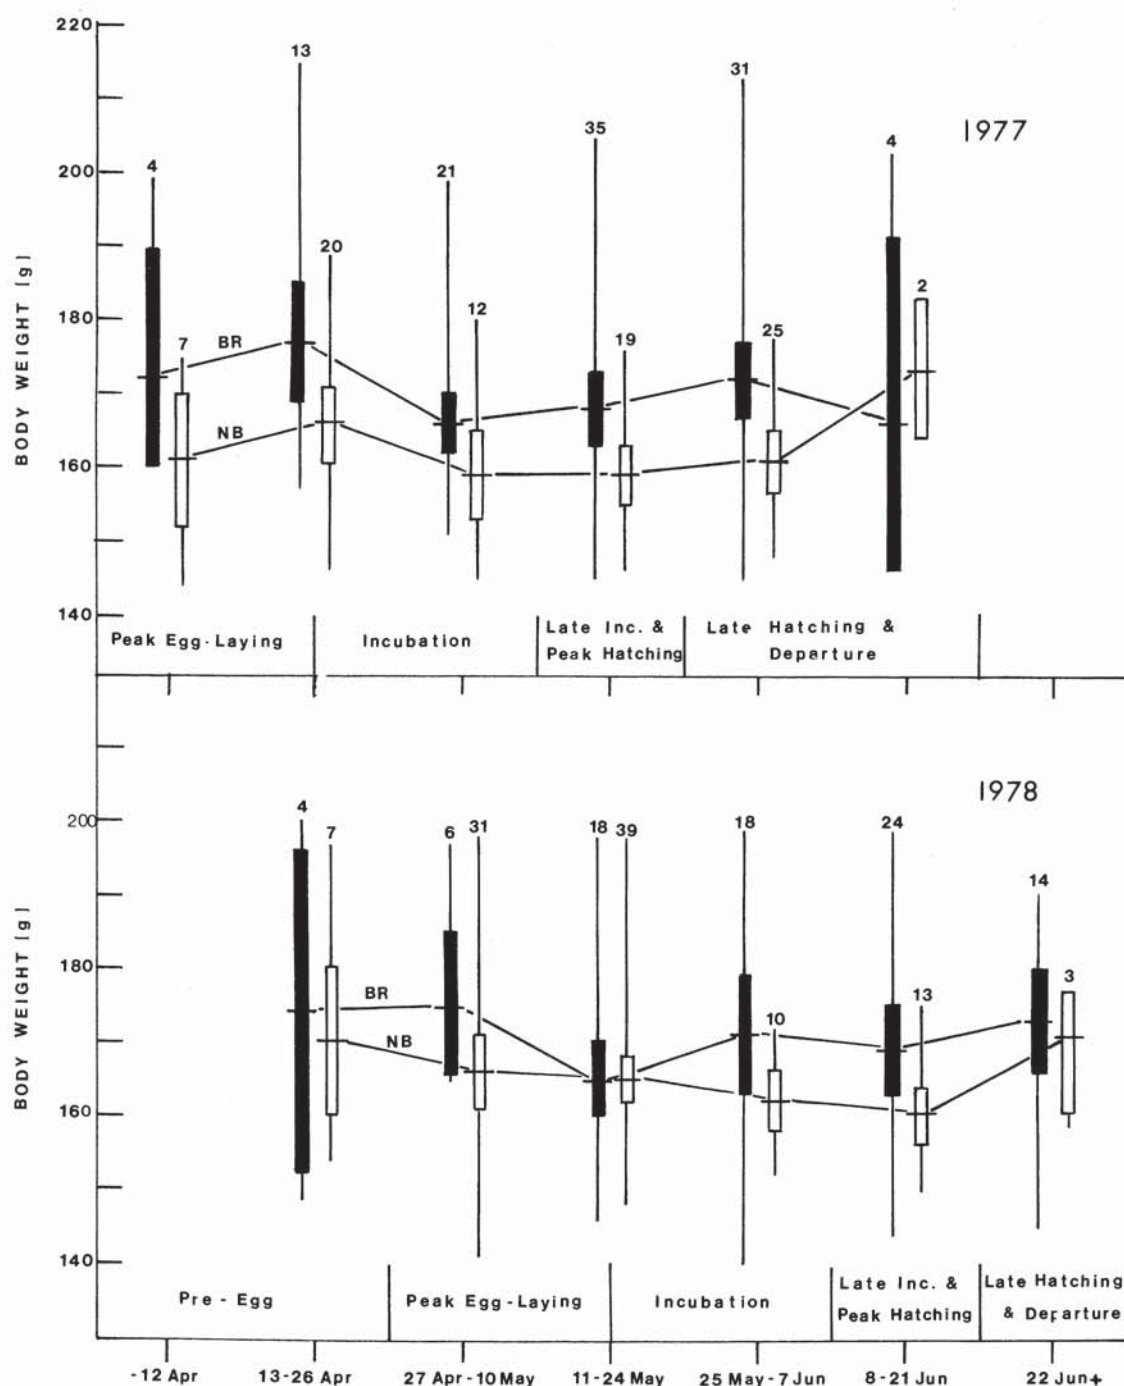 220
13
31
1977
35
4
200
4
21
20
12
2
180
7
BR
19
25
NB
160
BODY WEIGHT [g]
140
Peak Egg-Laying
Incubation
Late Inc. &
Peak Hatching
Late Hatching &
Departure
1978
200
4
7
6
31
18
39
18
24
14
180
BR
3
13
NB
10
160
BODY WEIGHT [g]
140
Pre-Egg
Peak Egg-Laying
Incubation
Late Inc. &
Peak Hatching
Late Hatching
& Departure
-12 Apr
13-26 Apr
27 Apr-10 May
11-24 May
25 May-7 Jun
8-21 Jun
22 Jun+